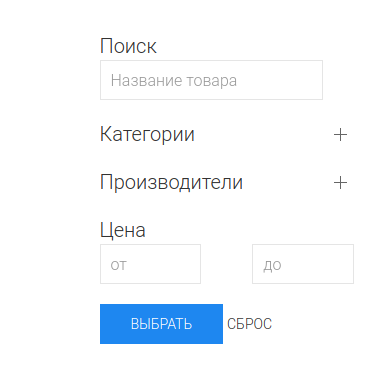 Поиск
Название товара
Категории
Производители
Цена
от до
ВЫБРАТЬ СБРОС